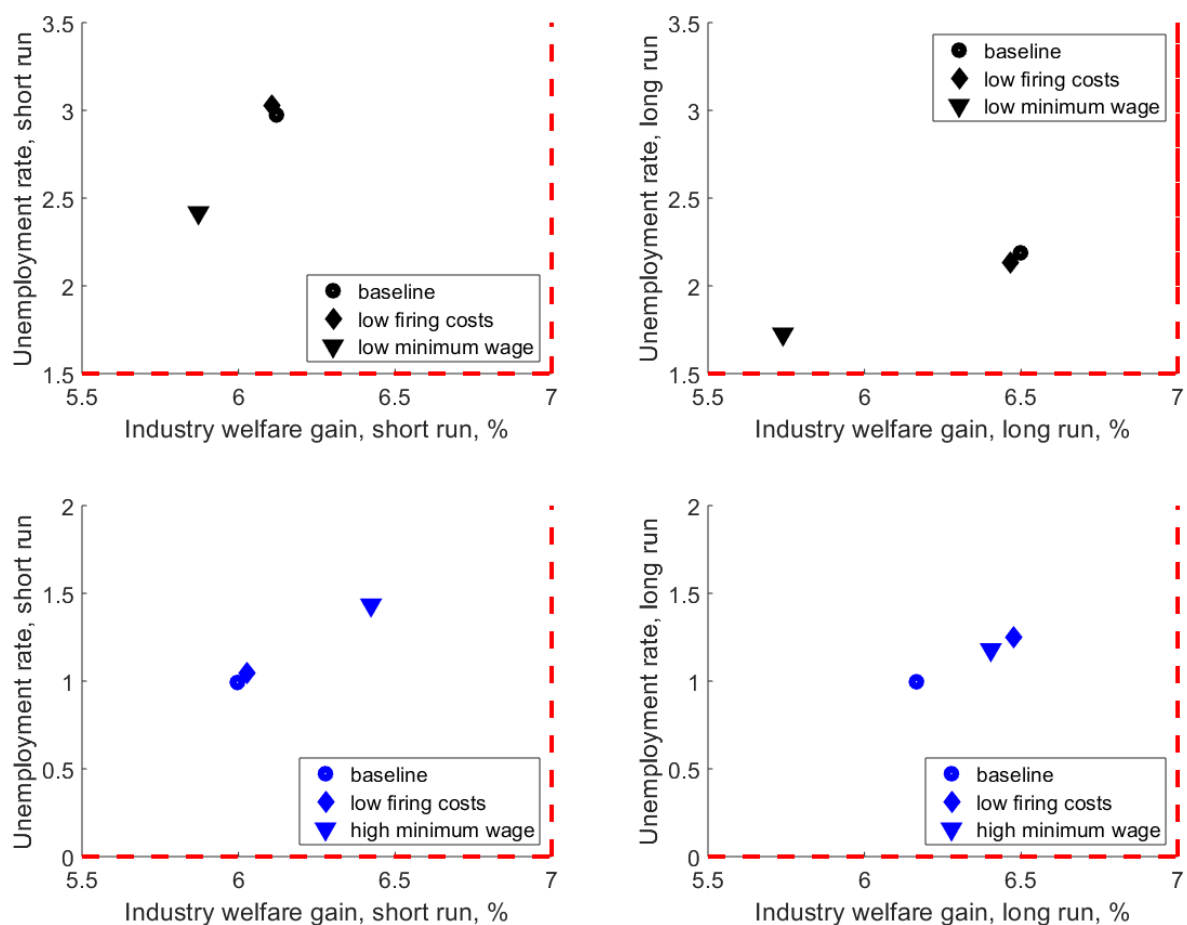 3.5
3
2.5
2
1.5
5.5
6
6.5
7
Unemployment rate, short run
Industry welfare gain, short run, %
baseline
low firing costs
low minimum wage
3.5
3
2.5
2
1.5
5.5
6
6.5
7
Unemployment rate, long run
Industry welfare gain, long run, %
baseline
low firing costs
low minimum wage
2
1.5
1
0.5
0
5.5
6
6.5
7
Unemployment rate, short run
Industry welfare gain, short run, %
baseline
low firing costs
high minimum wage
2
1.5
1
0.5
0
5.5
6
6.5
7
Unemployment rate, long run
Industry welfare gain, long run, %
baseline
low firing costs
high minimum wage